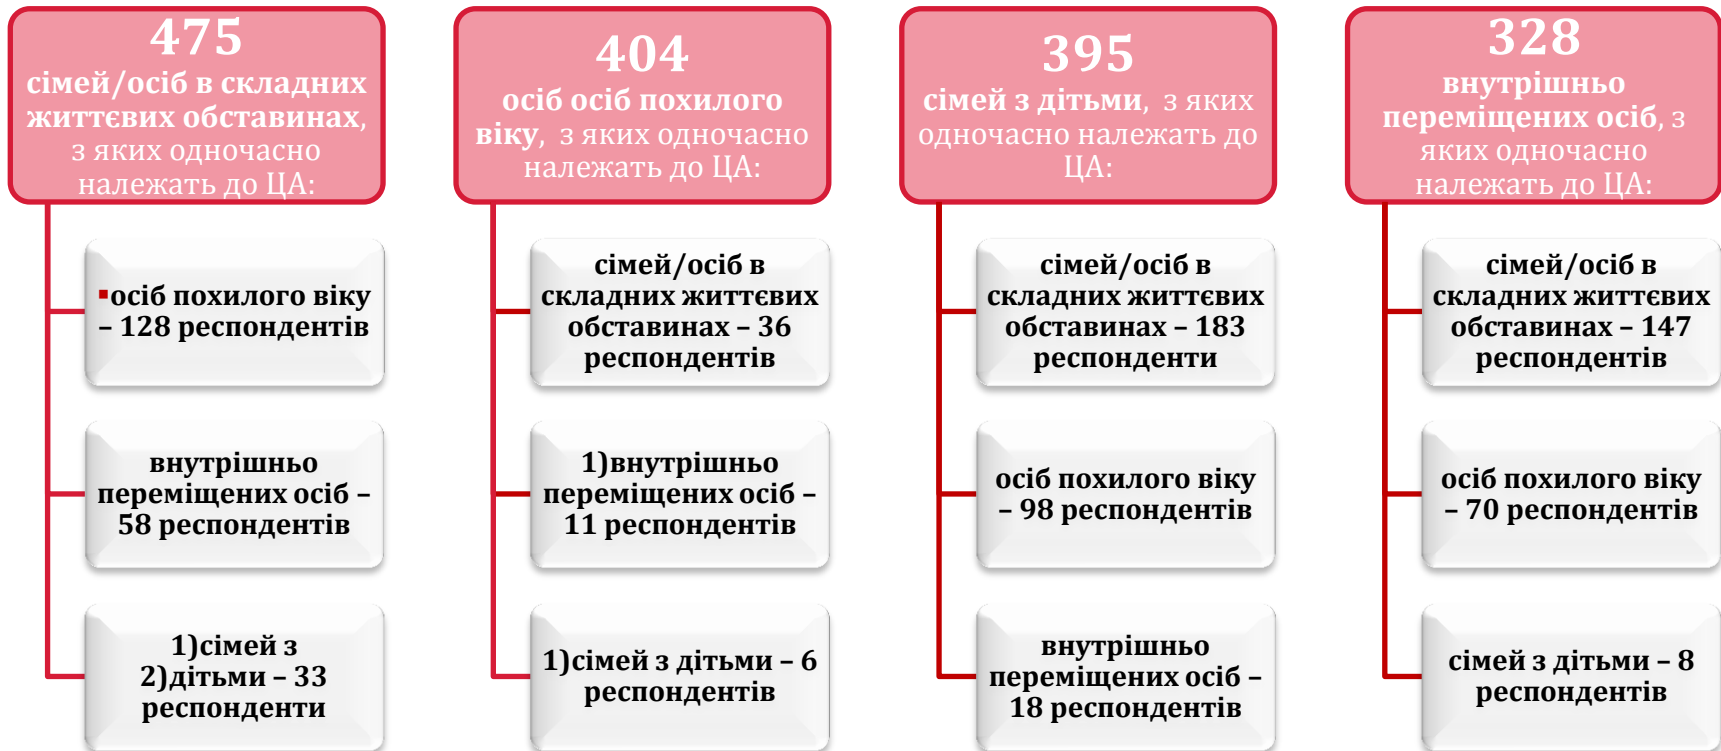 475
сімей/осіб в складних
життєвих обставинах,
з яких одночасно
належать до ЦА:
▪осіб похилого віку
– 128 респондентів
внутрішньо
переміщених осіб –
58 респондентів
1)сімей з
2)дітьми – 33
респонденти
404
осіб осіб похилого
віку, з яких одночасно
належать до ЦА:
сімей/осіб в
складних життєвих
обставинах – 36
респондентів
1)внутрішньо
переміщених осіб –
11 респондентів
1)сімей з дітьми – 6
респондентів
395
сімей з дітьми, з яких
одночасно належать до
ЦА:
сімей/осіб в
складних життєвих
обставинах – 183
респонденти
осіб похилого віку
– 98 респондентів
внутрішньо
переміщених осіб –
18 респондентів
328
внутрішньо
переміщених осіб, з
яких одночасно
належать до ЦА:
сімей/осіб в
складних життєвих
обставинах – 147
респондентів
осіб похилого віку
– 70 респондентів
сімей з дітьми – 8
респондентів